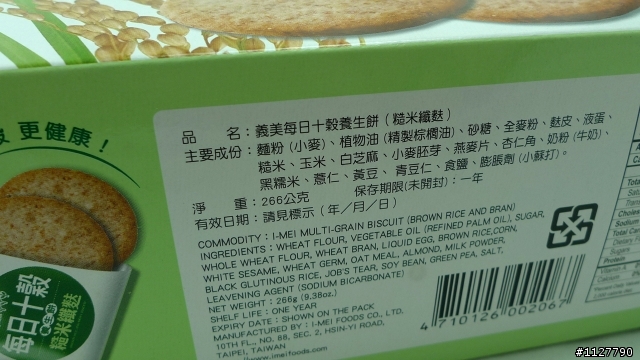 更健康！
品　名：義美每日十穀養生餅（糙米纖麩）
主要成份：麵粉（小麥）、植物油（精製棕櫚油）、砂糖、全麥粉、麩皮、液蛋、
糙米、玉米、白芝麻、小麥胚芽、燕麥片、杏仁角、奶粉（牛奶）、
黑糯米、薏仁、黃豆、青豆仁、食鹽、膨脹劑（小蘇打）。
淨　重：266公克　保存期限(未開封)：一年
有效日期：請見標示（年／月／日）
COMMODITY : I-MEI MULTI-GRAIN BISCUIT (BROWN RICE AND BRAN)
INGREDIENTS : WHEAT FLOUR, VEGETABLE OIL (REFINED PALM OIL), SUGAR,
WHOLE WHEAT FLOUR, WHEAT BRAN, LIQUID EGG, BROWN RICE,CORN,
WHITE SESAME, WHEAT GERM, OAT MEAL, ALMOND, MILK POWDER,
BLACK GLUTINOUS RICE, JOB'S TEAR, SOY BEAN, GREEN PEA, SALT,
LEAVENING AGENT (SODIUM BICARBONATE)
NET WEIGHT : 266g (9.38oz.)
SHELF LIFE : ONE YEAR
EXPIRY DATE : SHOWN ON THE PACK
MANUFACTURED BY : I-MEI FOODS CO., LTD.
10TH FL., NO. 88, SEC. 2, HSIN-YI ROAD,
TAIPEI, TAIWAN
www.imeifoods.com
4 710126 002067
每日十穀
養生餅
糙米纖麩
#1127790